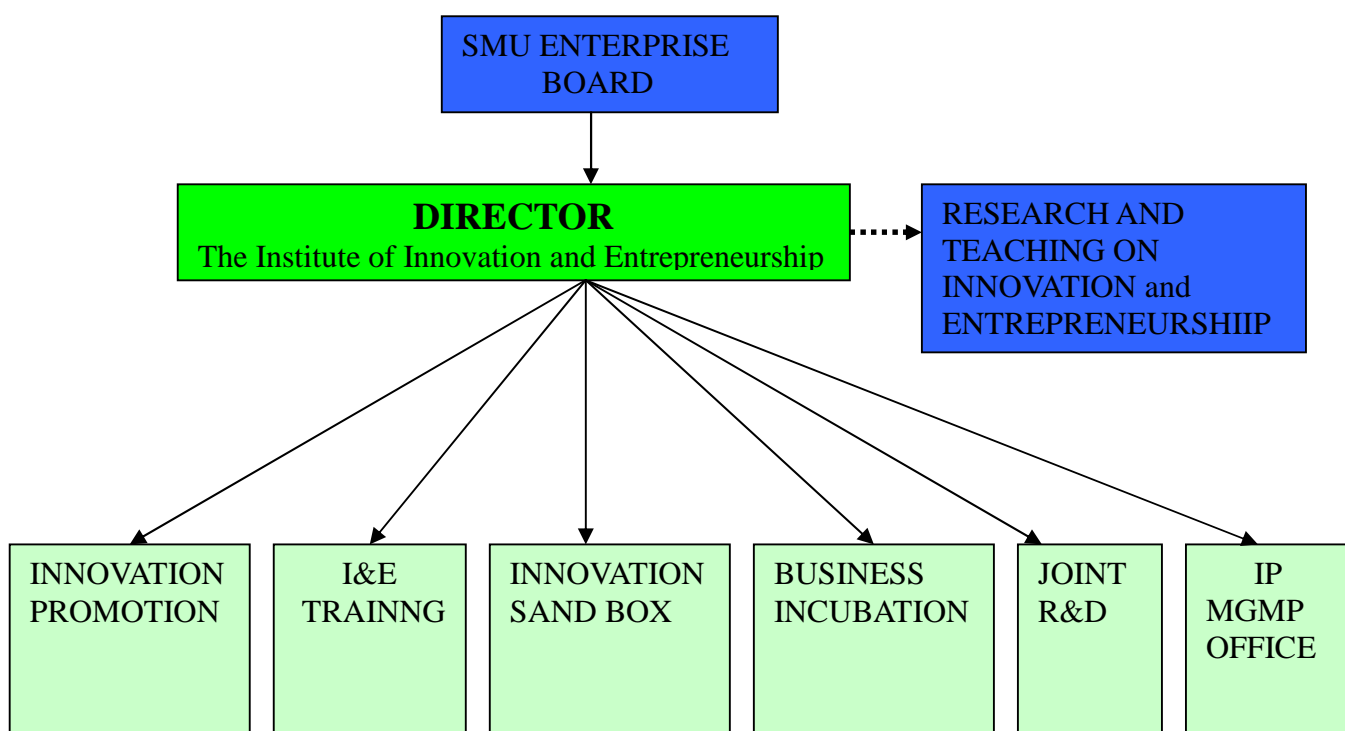 SMU ENTERPRISE
BOARD
DIRECTOR
The Institute of Innovation and Entrepreneurship
RESEARCH AND
TEACHING ON
INNOVATION and
ENTREPRENEURSHIIP
INNOVATION
PROMOTION
I&E
TRAINNG
INNOVATION
SAND BOX
BUSINESS
INCUBATION
JOINT
R&D
IP
MGMP
OFFICE